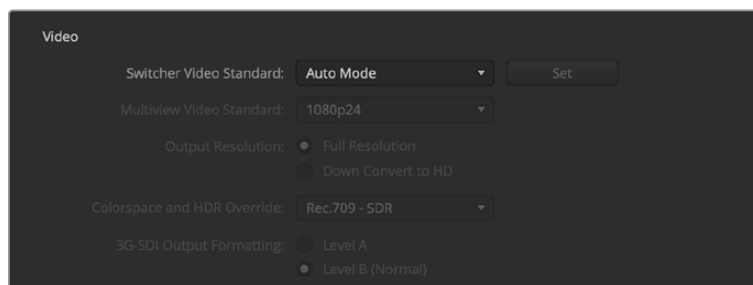 Video
Switcher Video Standard: Auto Mode Set
Multiview Video Standard: 1080p24
Output Resolution: Full Resolution
Down Convert to HD
Colorspace and HDR Override: Rec.709 - SDR
3G-SDI Output Formatting: Level A
Level B (Normal)